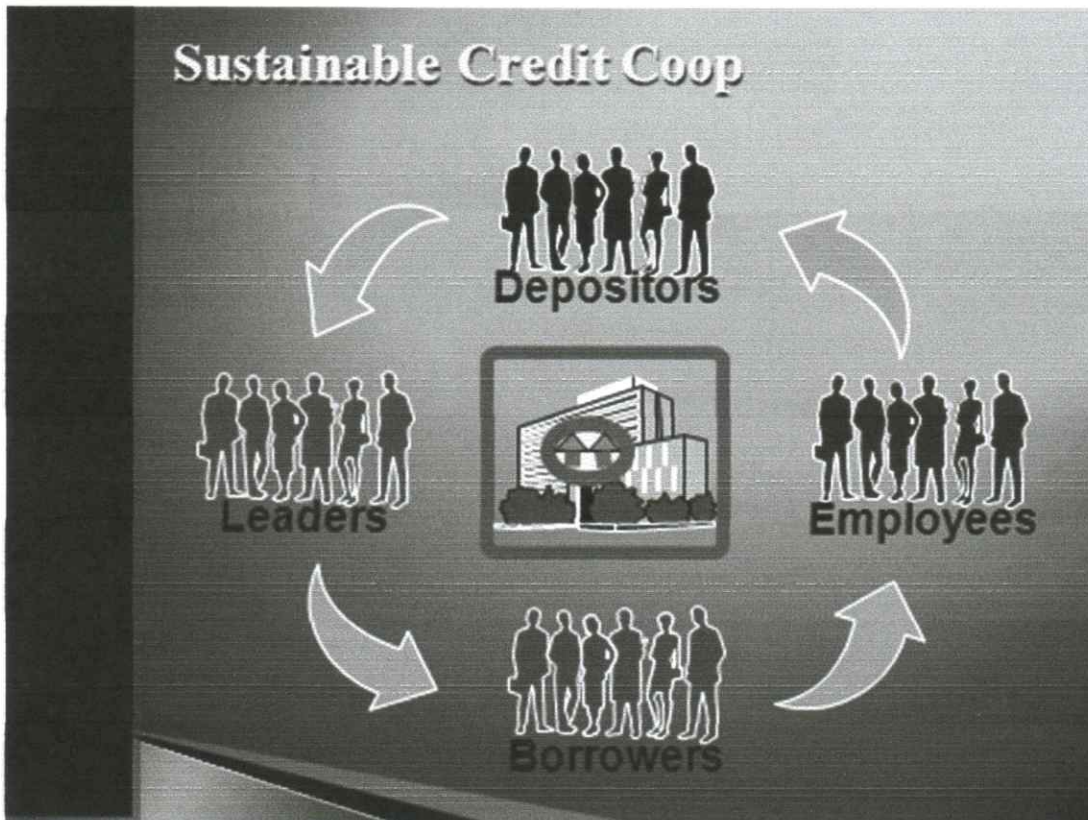 Sustainable Credit Coop
Depositors
Leaders
Employees
Borrowers